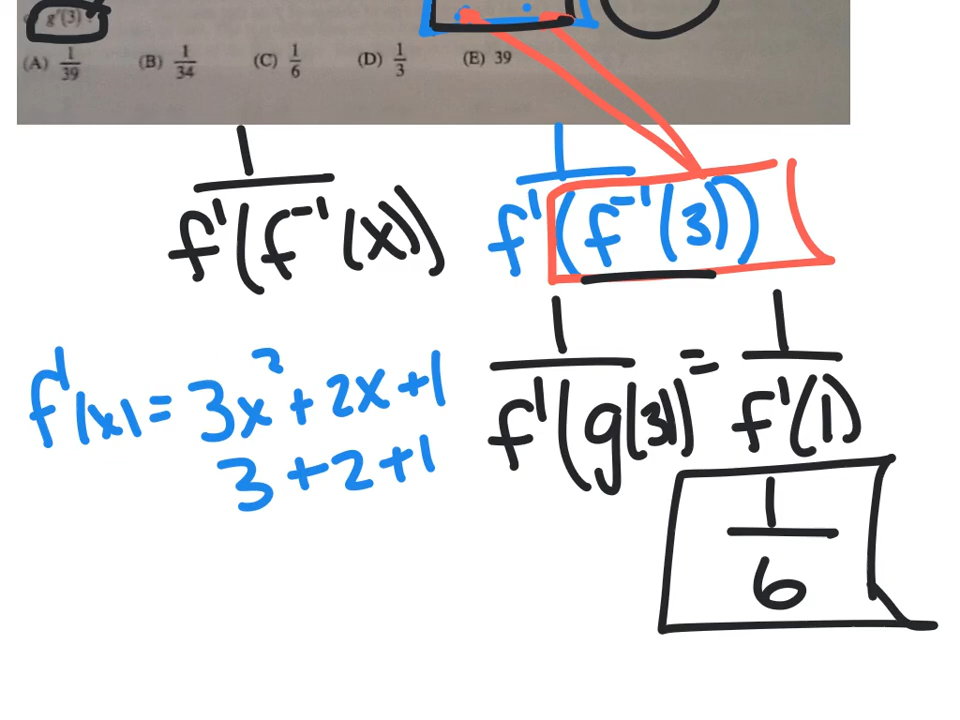 g'(3)?
(A) 1/39 (B) 1/34 (C) 1/6 (D) 1/3 (E) 39
1/f'(f⁻¹(x)) 1/f'(f⁻¹(3))
1/f'(g(3)) = 1/f'(1)
f'(x) = 3x² + 2x + 1
3 + 2 + 1
1/6